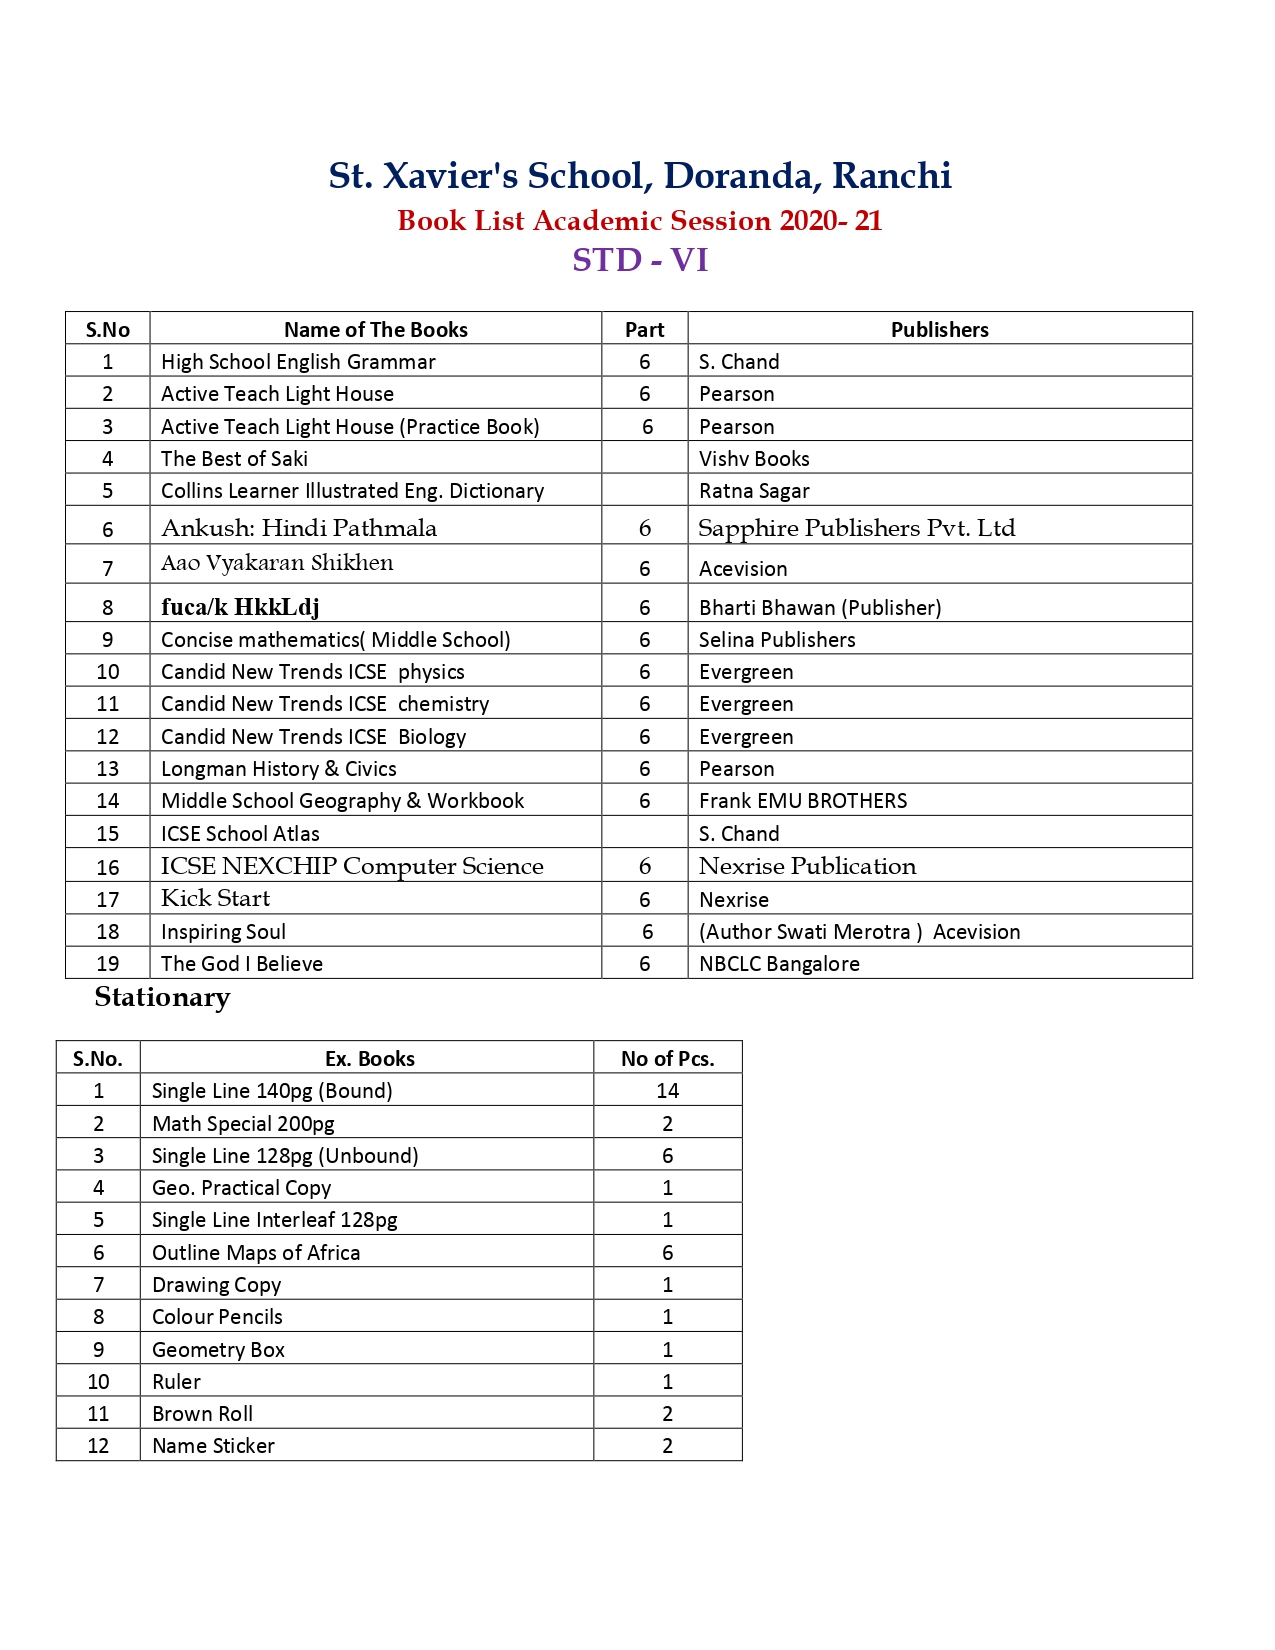 St. Xavier's School, Doranda, Ranchi
Book List Academic Session 2020- 21
STD - VI
S.No Name of The Books Part Publishers
1 High School English Grammar 6 S. Chand
2 Active Teach Light House 6 Pearson
3 Active Teach Light House (Practice Book) 6 Pearson
4 The Best of Saki Vishv Books
5 Collins Learner Illustrated Eng. Dictionary Ratna Sagar
6 Ankush: Hindi Pathmala 6 Sapphire Publishers Pvt. Ltd
7 Aao Vyakaran Shikhen 6 Acevision
8 fuca/k HkkLdj 6 Bharti Bhawan (Publisher)
9 Concise mathematics( Middle School) 6 Selina Publishers
10 Candid New Trends ICSE physics 6 Evergreen
11 Candid New Trends ICSE chemistry 6 Evergreen
12 Candid New Trends ICSE Biology 6 Evergreen
13 Longman History & Civics 6 Pearson
14 Middle School Geography & Workbook 6 Frank EMU BROTHERS
15 ICSE School Atlas S. Chand
16 ICSE NEXCHIP Computer Science 6 Nexrise Publication
17 Kick Start 6 Nexrise
18 Inspiring Soul 6 (Author Swati Merotra ) Acevision
19 The God I Believe 6 NBCLC Bangalore
Stationary
S.No. Ex. Books No of Pcs.
1 Single Line 140pg (Bound) 14
2 Math Special 200pg 2
3 Single Line 128pg (Unbound) 6
4 Geo. Practical Copy 1
5 Single Line Interleaf 128pg 1
6 Outline Maps of Africa 6
7 Drawing Copy 1
8 Colour Pencils 1
9 Geometry Box 1
10 Ruler 1
11 Brown Roll 2
12 Name Sticker 2